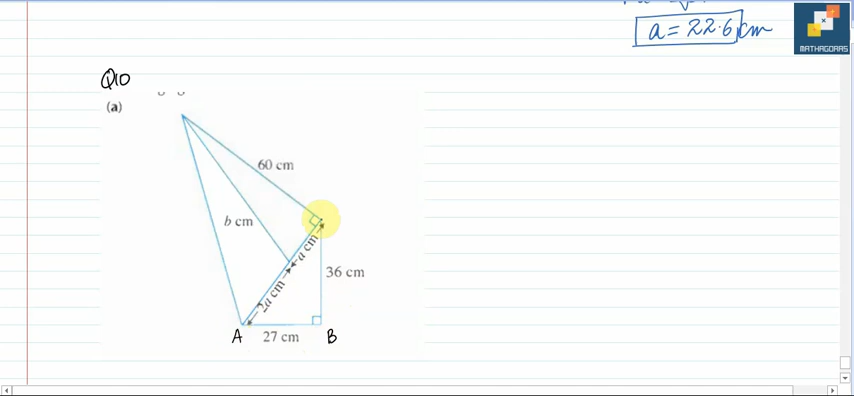 a = 22.6 cm
MATHAGORAS
Q10
(a)
60 cm
b cm
a cm
36 cm
2a cm
A
B
27 cm